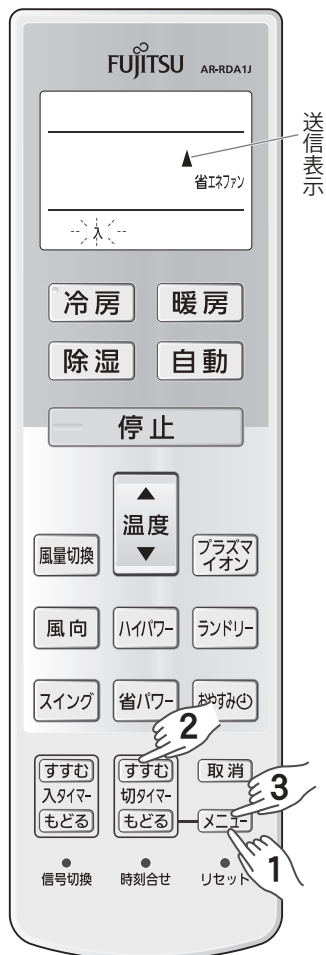 FUJITSU AR-RDA1J
送信表示
省エネファン
入
冷房 暖房
除湿 自動
停止
温度
風量切換
プラズマ
イオン
風向 ハイパワー ランドリー
スイング 省パワー おやすみ
2
すすむ すすむ 取消
入タイマー 切タイマー
3
もどる もどる メニュー
1
信号切換 時刻合せ リセット